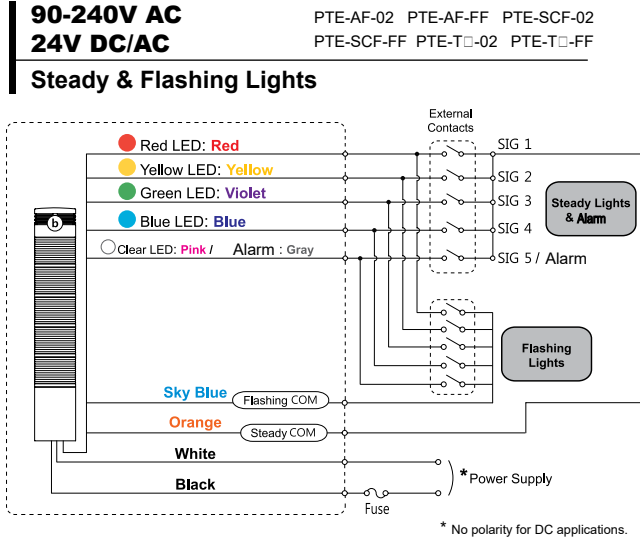 90-240V AC
24V DC/AC
PTE-AF-02 PTE-AF-FF PTE-SCF-02
PTE-SCF-FF PTE-T□-02 PTE-T□-FF
Steady & Flashing Lights
External
Contacts
Red LED: Red
SIG 1
Yellow LED: Yellow
SIG 2
Green LED: Violet
SIG 3
Blue LED: Blue
SIG 4
Clear LED: Pink / Alarm : Gray
SIG 5 / Alarm
Steady Lights
& Alarm
b
Flashing
Lights
Sky Blue
Flashing COM
Orange
Steady COM
White
Black
Fuse
* Power Supply
* No polarity for DC applications.